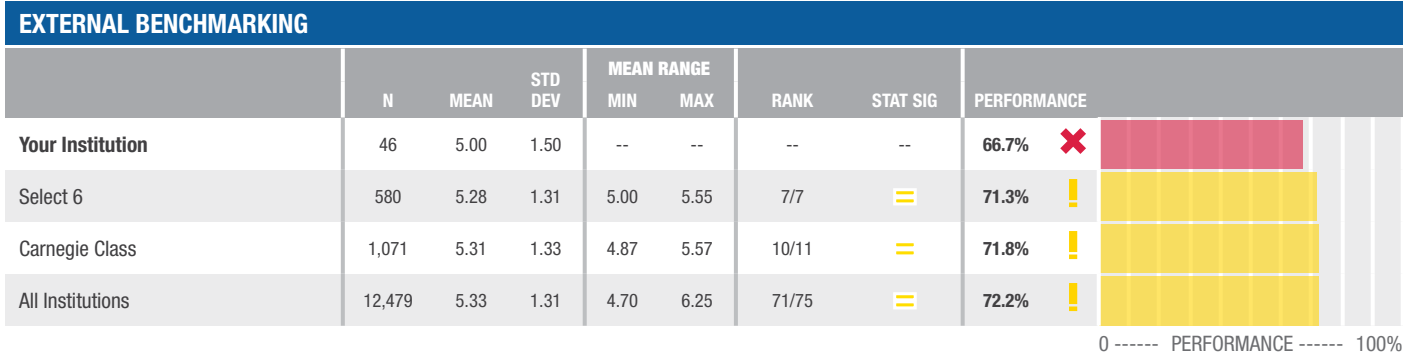 EXTERNAL BENCHMARKING
N MEAN STD DEV MEAN RANGE MIN MAX RANK STAT SIG PERFORMANCE
Your Institution 46 5.00 1.50 -- -- -- -- 66.7%
Select 6 580 5.28 1.31 5.00 5.55 7/7 = 71.3% !
Carnegie Class 1,071 5.31 1.33 4.87 5.57 10/11 = 71.8% !
All Institutions 12,479 5.33 1.31 4.70 6.25 71/75 = 72.2% !
0 ------ PERFORMANCE ------ 100%